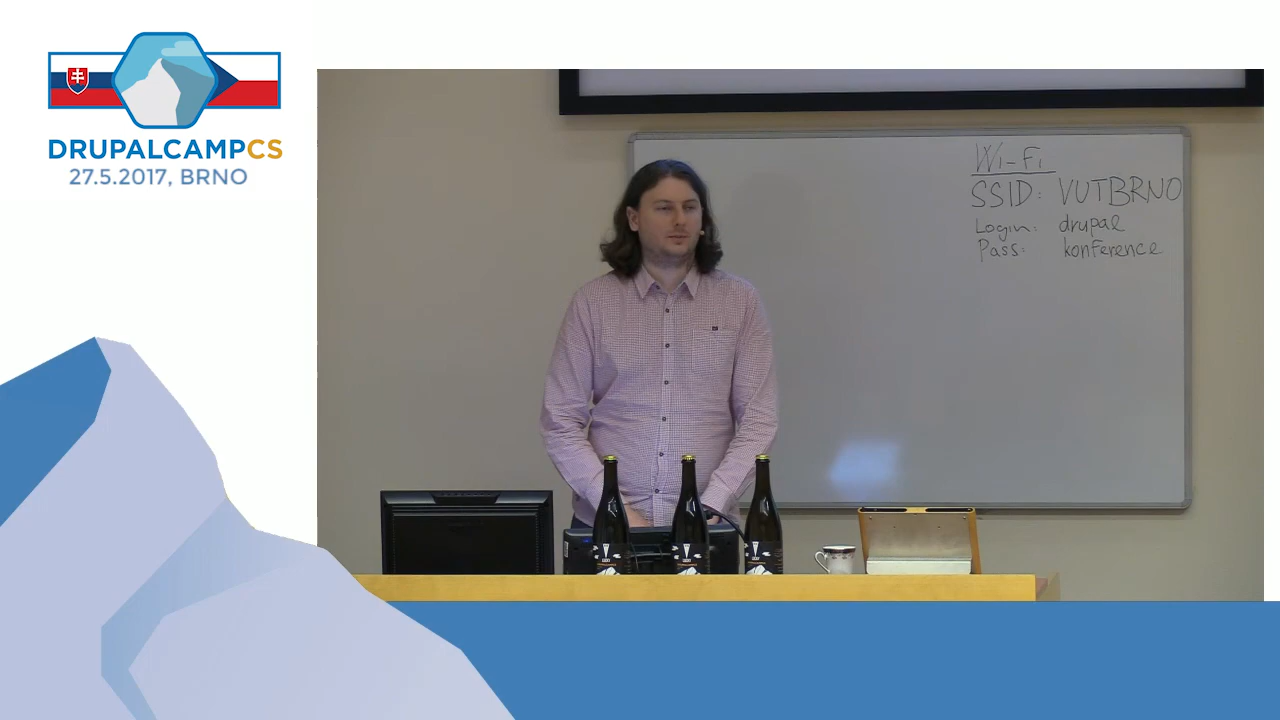 DRUPALCAMPCS
27.5.2017, BRNO
Wi-Fi
SSID: VUTBRNO
Login: drupal
Pass: konference